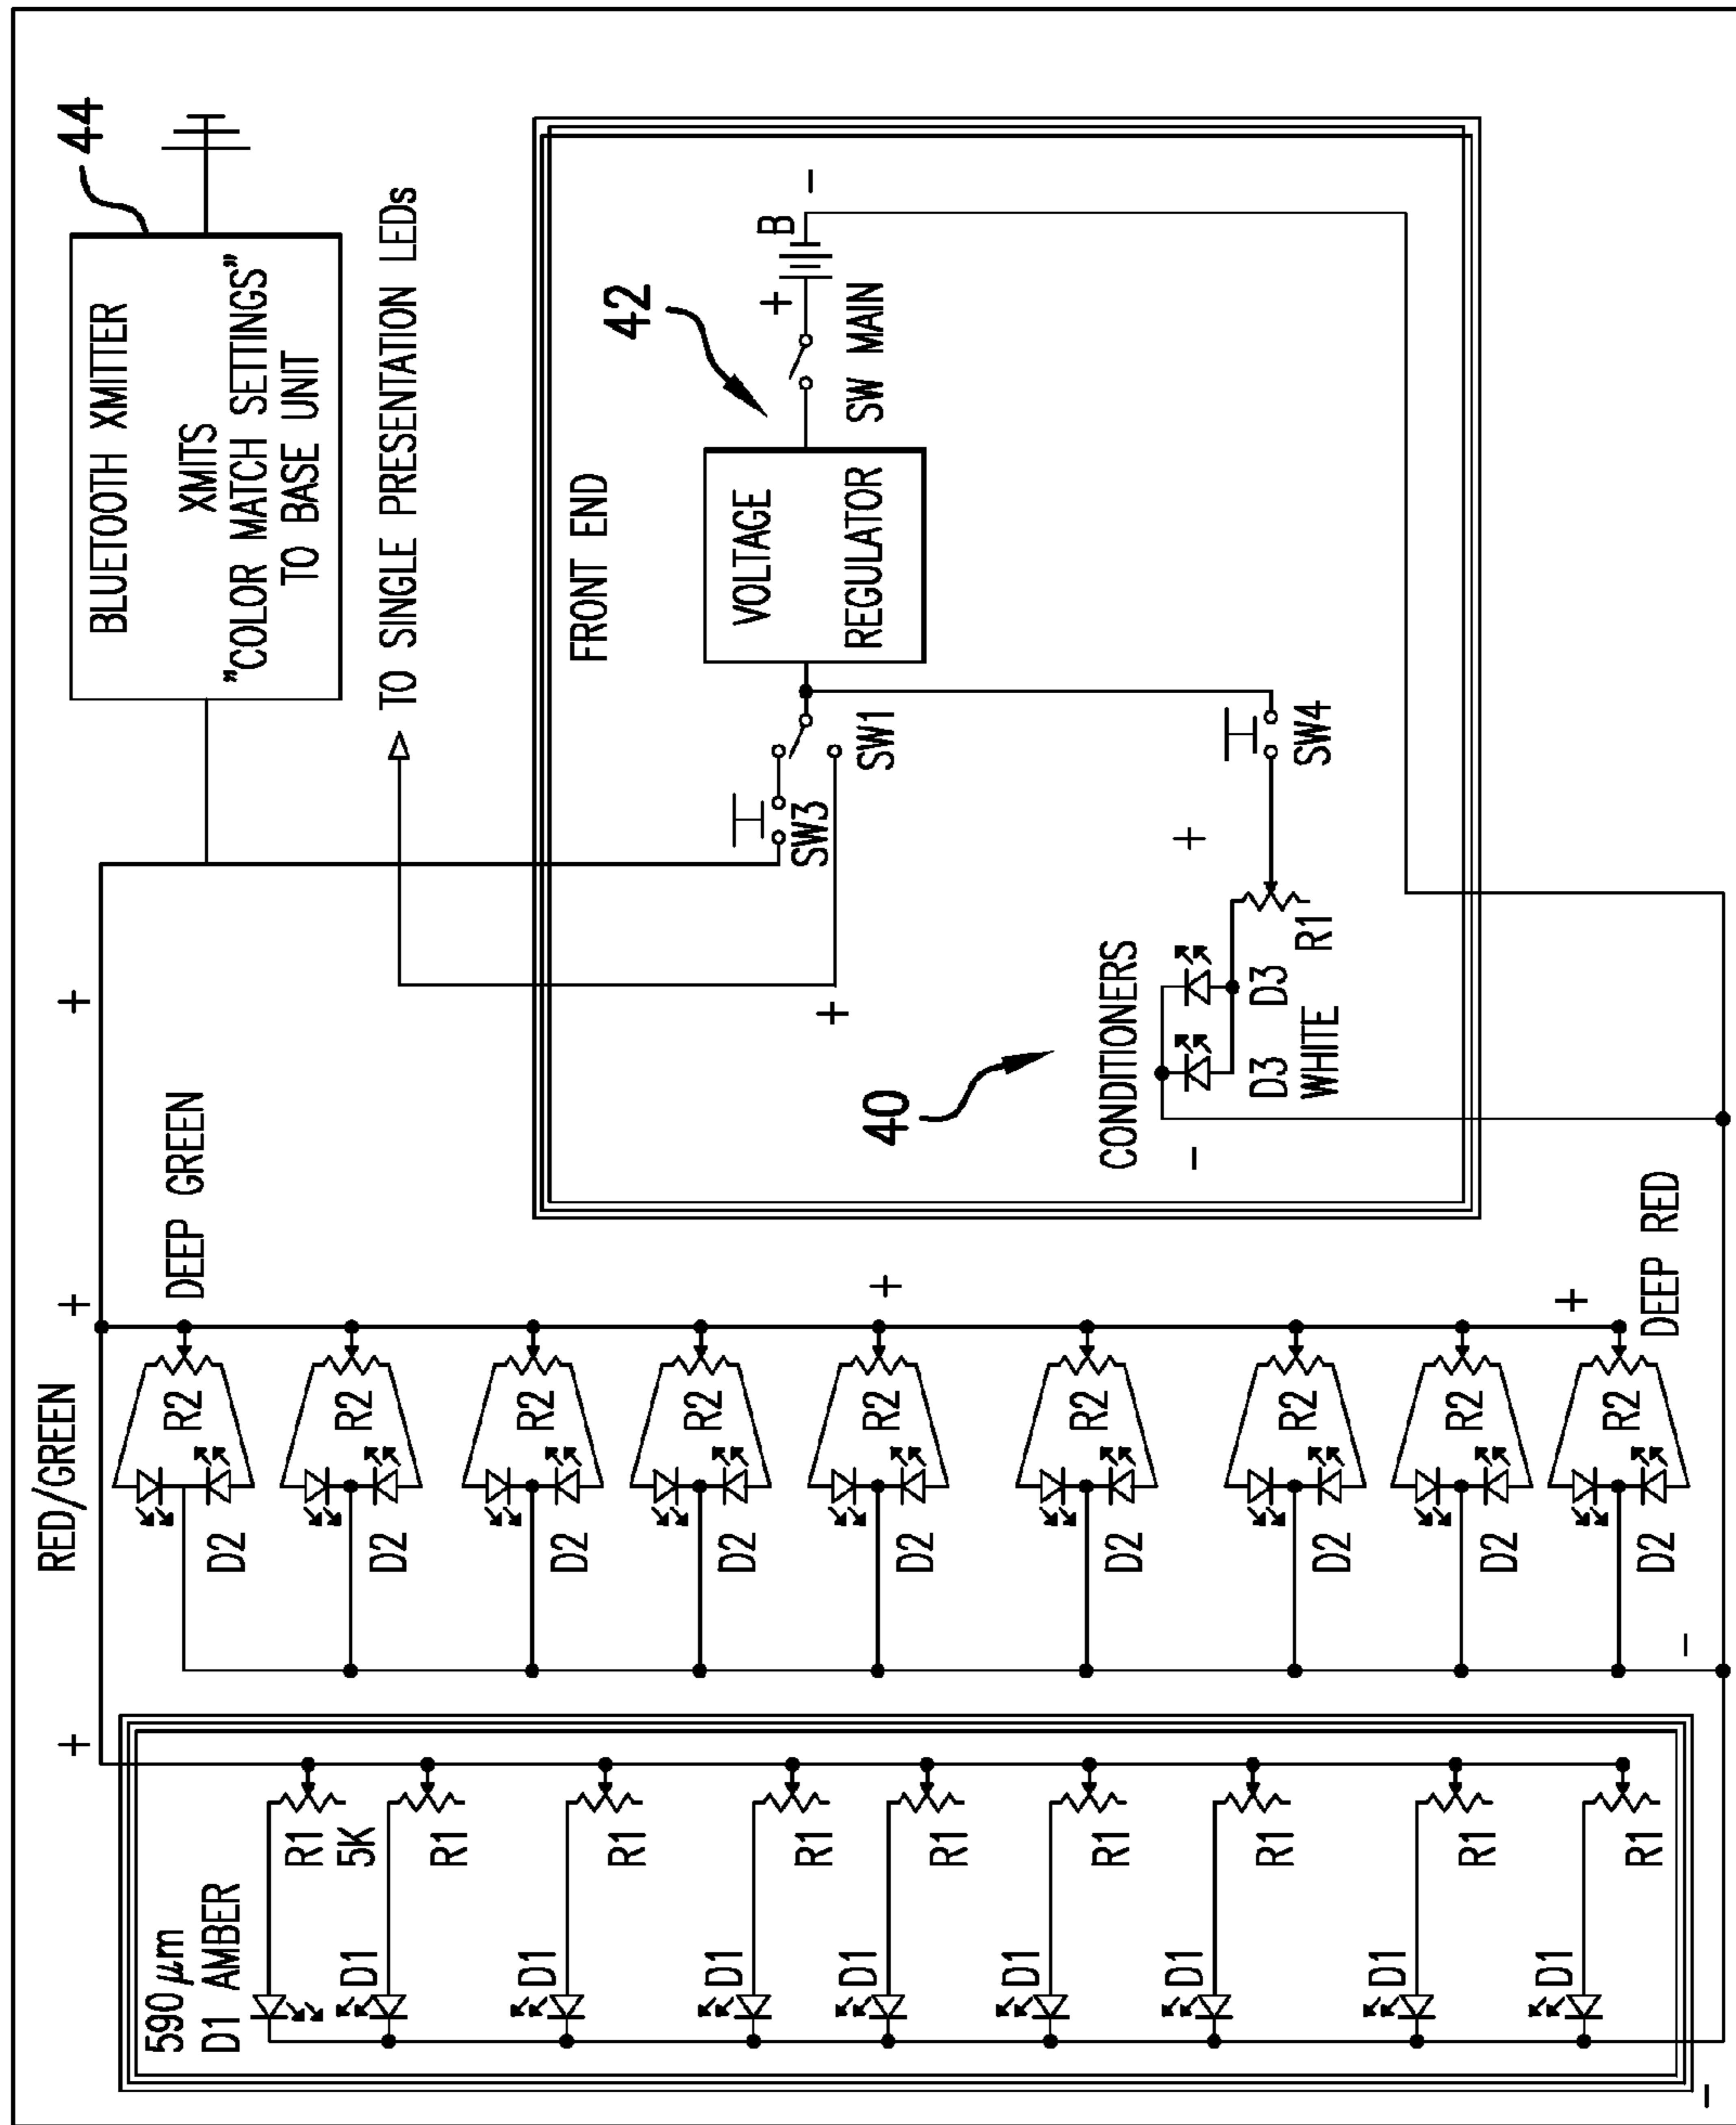 44
BLUETOOTH XMITTER
XMITS
"COLOR MATCH SETTINGS"
TO BASE UNIT
TO SINGLE PRESENTATION LEDs
+
+
+
RED/GREEN
DEEP GREEN
R2
R2
R2
R2
R2
R2
R2
R2
R2
D2
D2
D2
D2
D2
D2
D2
D2
D2
+
+
DEEP RED
-
590 μm
D1 AMBER
R1
5K
D1
R1
D1
R1
D1
R1
D1
R1
D1
R1
D1
R1
D1
R1
D1
R1
-
FRONT END
42
VOLTAGE
REGULATOR
SW MAIN
+
B
-
SW1
SW3
+
SW4
40
CONDITIONERS
+
-
D3
D3
WHITE
R1